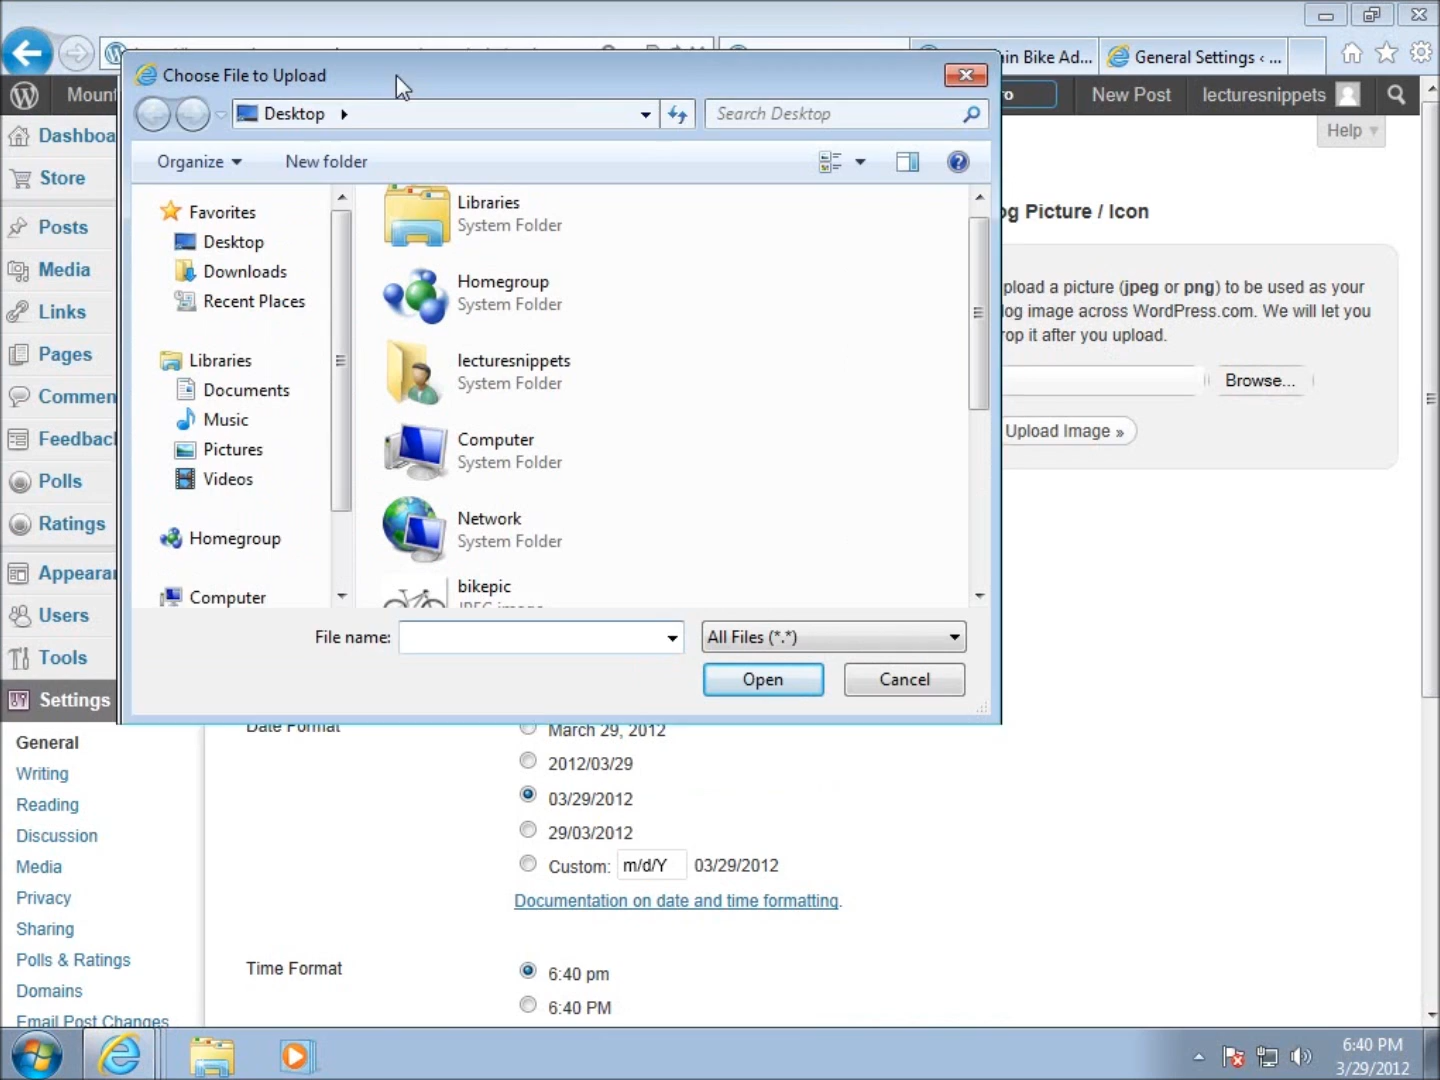 in Bike Ad...
General Settings ‹ ...
Choose File to Upload
Mount
ro
New Post
lecturesnippets
Desktop
Search Desktop
Help
Organize
New folder
Dashboa
Store
Posts
Media
Links
Pages
Commen
Feedbac
Polls
Ratings
Appeara
Users
Tools
Settings
Favorites
Desktop
Downloads
Recent Places
Libraries
Documents
Music
Pictures
Videos
Homegroup
Computer
Libraries
System Folder
Homegroup
System Folder
lecturesnippets
System Folder
Computer
System Folder
Network
System Folder
bikepic
JPEG image
File name:
All Files (*.*)
Open
Cancel
og Picture / Icon
pload a picture (jpeg or png) to be used as your
log image across WordPress.com. We will let you
rop it after you upload.
Browse...
Upload Image »
General
Writing
Reading
Discussion
Media
Privacy
Sharing
Polls & Ratings
Domains
Email Post Changes
Date Format
March 29, 2012
2012/03/29
03/29/2012
29/03/2012
Custom: m/d/Y 03/29/2012
Documentation on date and time formatting.
Time Format
6:40 pm
6:40 PM
6:40 PM
3/29/2012